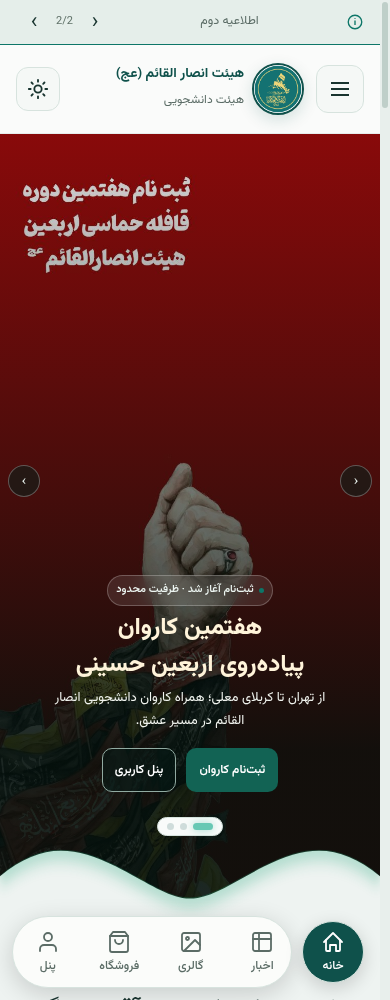 اطلاعیه دوم
2/2
هیئت انصار القائم (عج)
هیئت دانشجویی
ثبت نام هفتمین دوره
قافله حماسی اربعین
هیئت انصارالقائم عج
ثبت‌نام آغاز شد · ظرفیت محدود
هفتمین کاروان
پیاده‌روی اربعین حسینی
از تهران تا کربلای معلی؛ همراه کاروان دانشجویی انصار
القائم در مسیر عشق.
ثبت‌نام کاروان
پنل کاربری
خانه
اخبار
گالری
فروشگاه
پنل